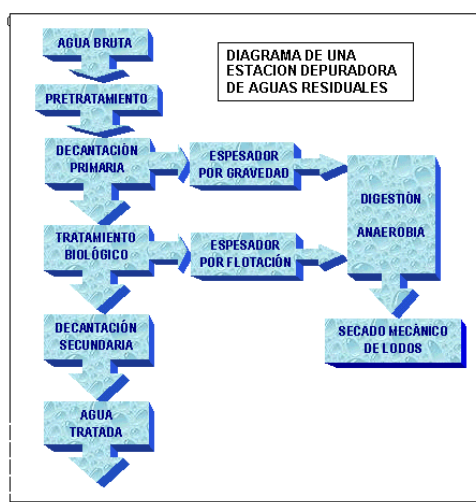 AGUA BRUTA
DIAGRAMA DE UNA
ESTACION DEPURADORA
DE AGUAS RESIDUALES
PRETRATAMIENTO
DECANTACIÓN
PRIMARIA
ESPESADOR
POR GRAVEDAD
DIGESTIÓN
ANAEROBIA
TRATAMIENTO
BIOLÓGICO
ESPESADOR
POR FLOTACIÓN
DECANTACIÓN
SECUNDARIA
SECADO MECÀNICO
DE LODOS
AGUA
TRATADA